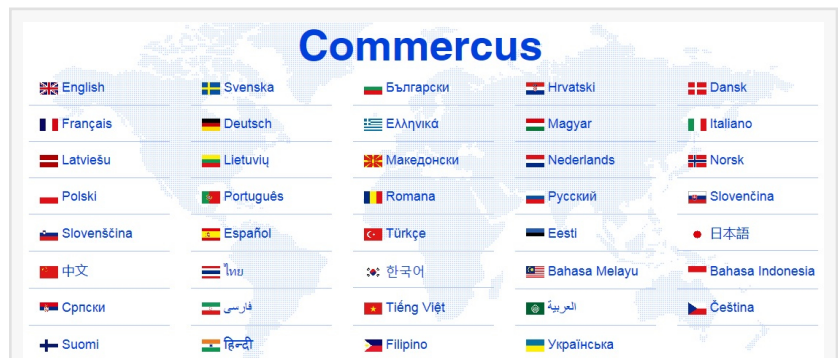 Commercus
English Svenska Български Hrvatski Dansk
Français Deutsch Ελληνικά Magyar Italiano
Latviešu Lietuvių Македонски Nederlands Norsk
Polski Português Romana Русский Slovenčina
Slovenščina Español Türkçe Eesti 日本語
中文 ไทย 한국어 Bahasa Melayu Bahasa Indonesia
Српски فارسی Tiếng Việt العربية Čeština
Suomi हिन्दी Filipino Українська